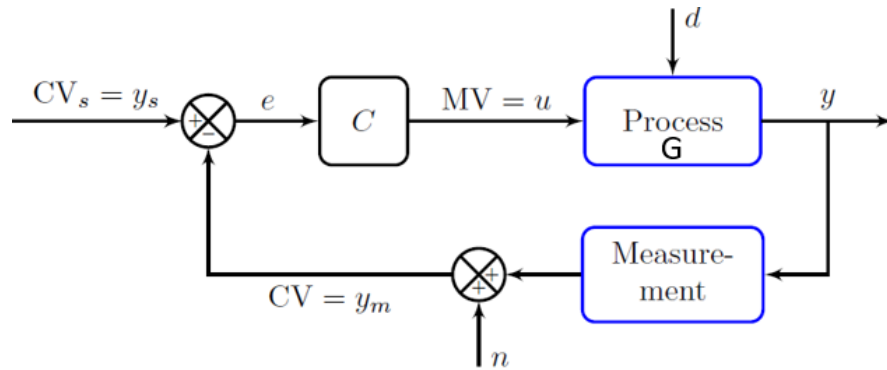 d
CVₛ = yₛ
e
MV = u
y
+
−
C
Process
G
Measure-
ment
+
+
CV = yₘ
n